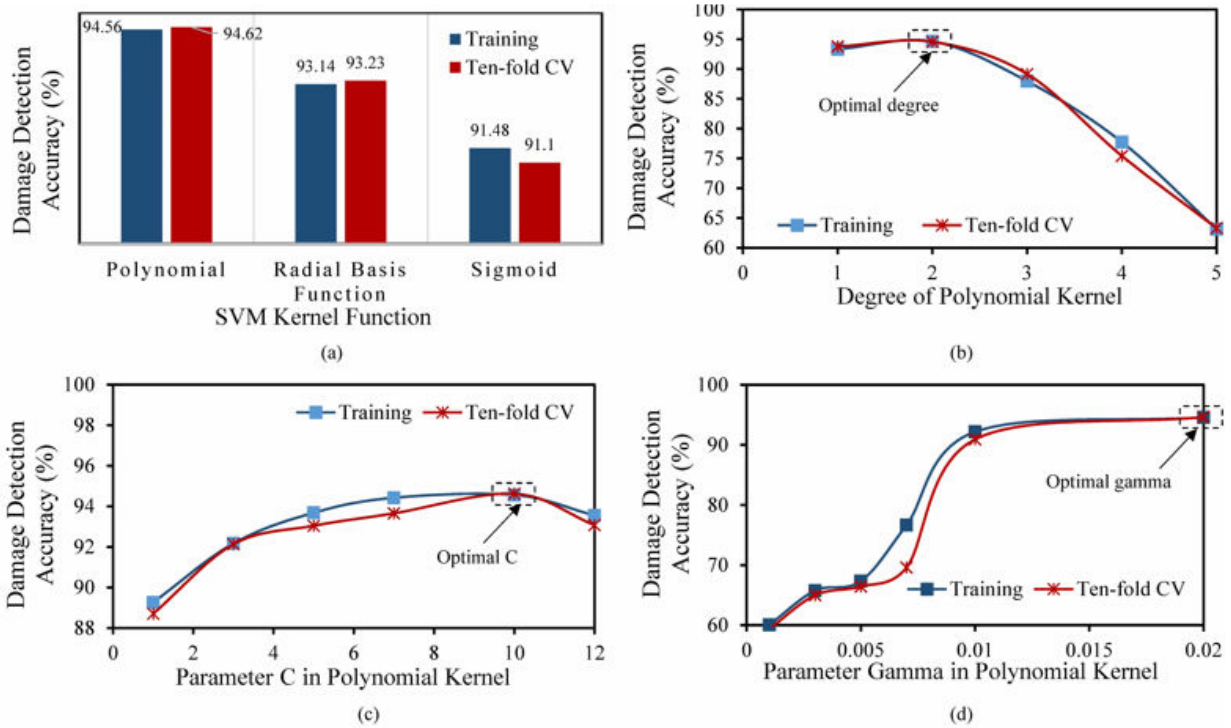 Damage Detection
Accuracy (%)
94.56
94.62
93.14
93.23
91.48
91.1
Training
Ten-fold CV
Polynomial
Radial Basis
Function
Sigmoid
SVM Kernel Function
(a)
Damage Detection
Accuracy (%)
100
95
90
85
80
75
70
65
60
Optimal degree
Training
Ten-fold CV
0
1
2
3
4
5
Degree of Polynomial Kernel
(b)
Damage Detection
Accuracy (%)
100
98
96
94
92
90
88
Training
Ten-fold CV
Optimal C
0
2
4
6
8
10
12
Parameter C in Polynomial Kernel
(c)
Damage Detection
Accuracy (%)
100
90
80
70
60
Optimal gamma
Training
Ten-fold CV
0
0.005
0.01
0.015
0.02
Parameter Gamma in Polynomial Kernel
(d)